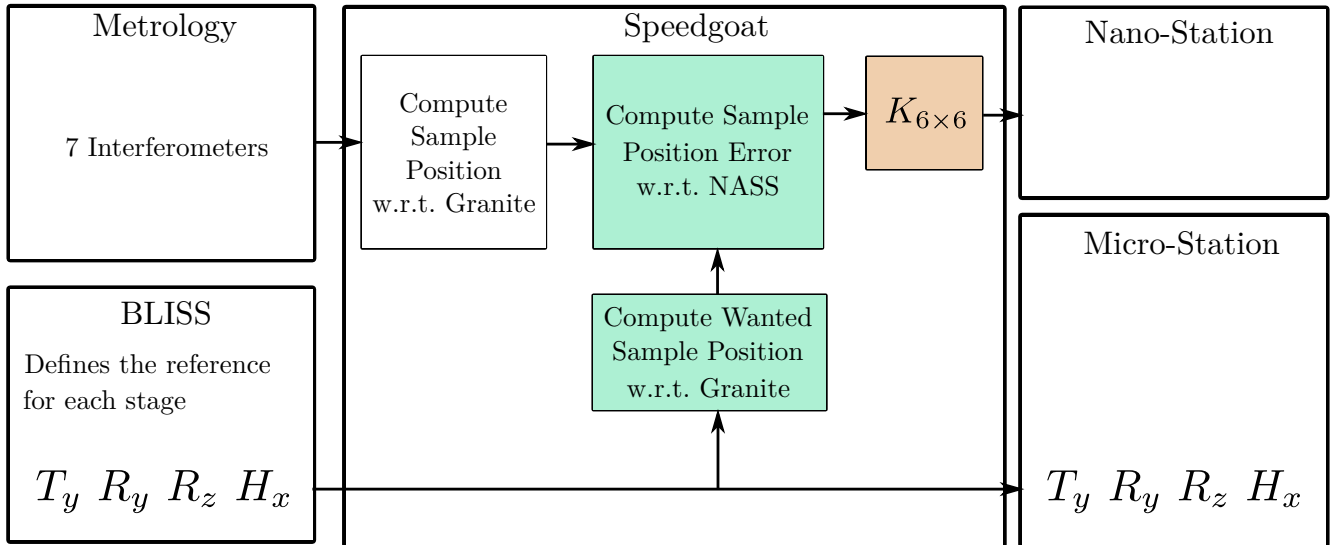 Metrology
7 Interferometers
BLISS
Defines the reference
for each stage
T_y R_y R_z H_x
Speedgoat
Compute
Sample
Position
w.r.t. Granite
Compute Sample
Position Error
w.r.t. NASS
K_{6×6}
Compute Wanted
Sample Position
w.r.t. Granite
Nano-Station
Micro-Station
T_y R_y R_z H_x